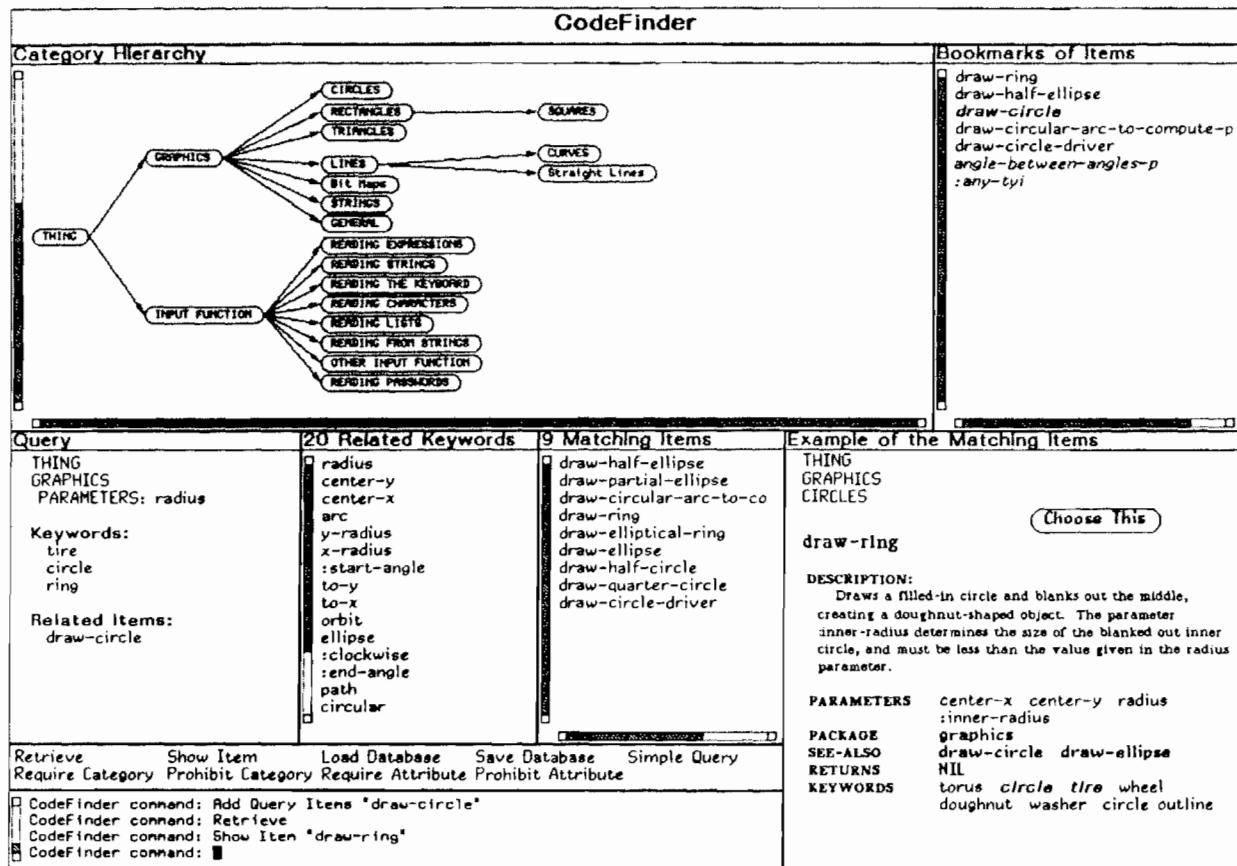 CodeFinder
Category Hierarchy
CIRCLES
RECTANGLES
SQUARES
TRIANGLES
GRAPHICS
LINES
CURVES
Straight Lines
Bit Maps
STRINGS
GENERAL
THING
READING EXPRESSIONS
READING STRINGS
READING THE KEYBOARD
READING CHARACTERS
INPUT FUNCTION
READING LISTS
READING FROM STRINGS
OTHER INPUT FUNCTION
READING PASSWORDS
Bookmarks of Items
draw-ring
draw-half-ellipse
draw-circle
draw-circular-arc-to-compute-p
draw-circle-driver
angle-between-angles-p
:any-tyi
Query
THING
GRAPHICS
PARAMETERS: radius
Keywords:
tire
circle
ring
Related Items:
draw-circle
20 Related Keywords
radius
center-y
center-x
arc
y-radius
x-radius
:start-angle
to-y
to-x
orbit
ellipse
:clockwise
:end-angle
path
circular
9 Matching Items
draw-half-ellipse
draw-partial-ellipse
draw-circular-arc-to-co
draw-ring
draw-elliptical-ring
draw-ellipse
draw-half-circle
draw-quarter-circle
draw-circle-driver
Example of the Matching Items
THING
GRAPHICS
CIRCLES
Choose This
draw-ring
DESCRIPTION:
Draws a filled-in circle and blanks out the middle,
creating a doughnut-shaped object. The parameter
inner-radius determines the size of the blanked out inner
circle, and must be less than the value given in the radius
parameter.
PARAMETERS center-x center-y radius
:inner-radius
PACKAGE graphics
SEE-ALSO draw-circle draw-ellipse
RETURNS NIL
KEYWORDS torus circle tire wheel
doughnut washer circle outline
Retrieve Show Item Load Database Save Database Simple Query
Require Category Prohibit Category Require Attribute Prohibit Attribute
CodeFinder command: Add Query Items "draw-circle"
CodeFinder command: Retrieve
CodeFinder command: Show Item "draw-ring"
CodeFinder command: